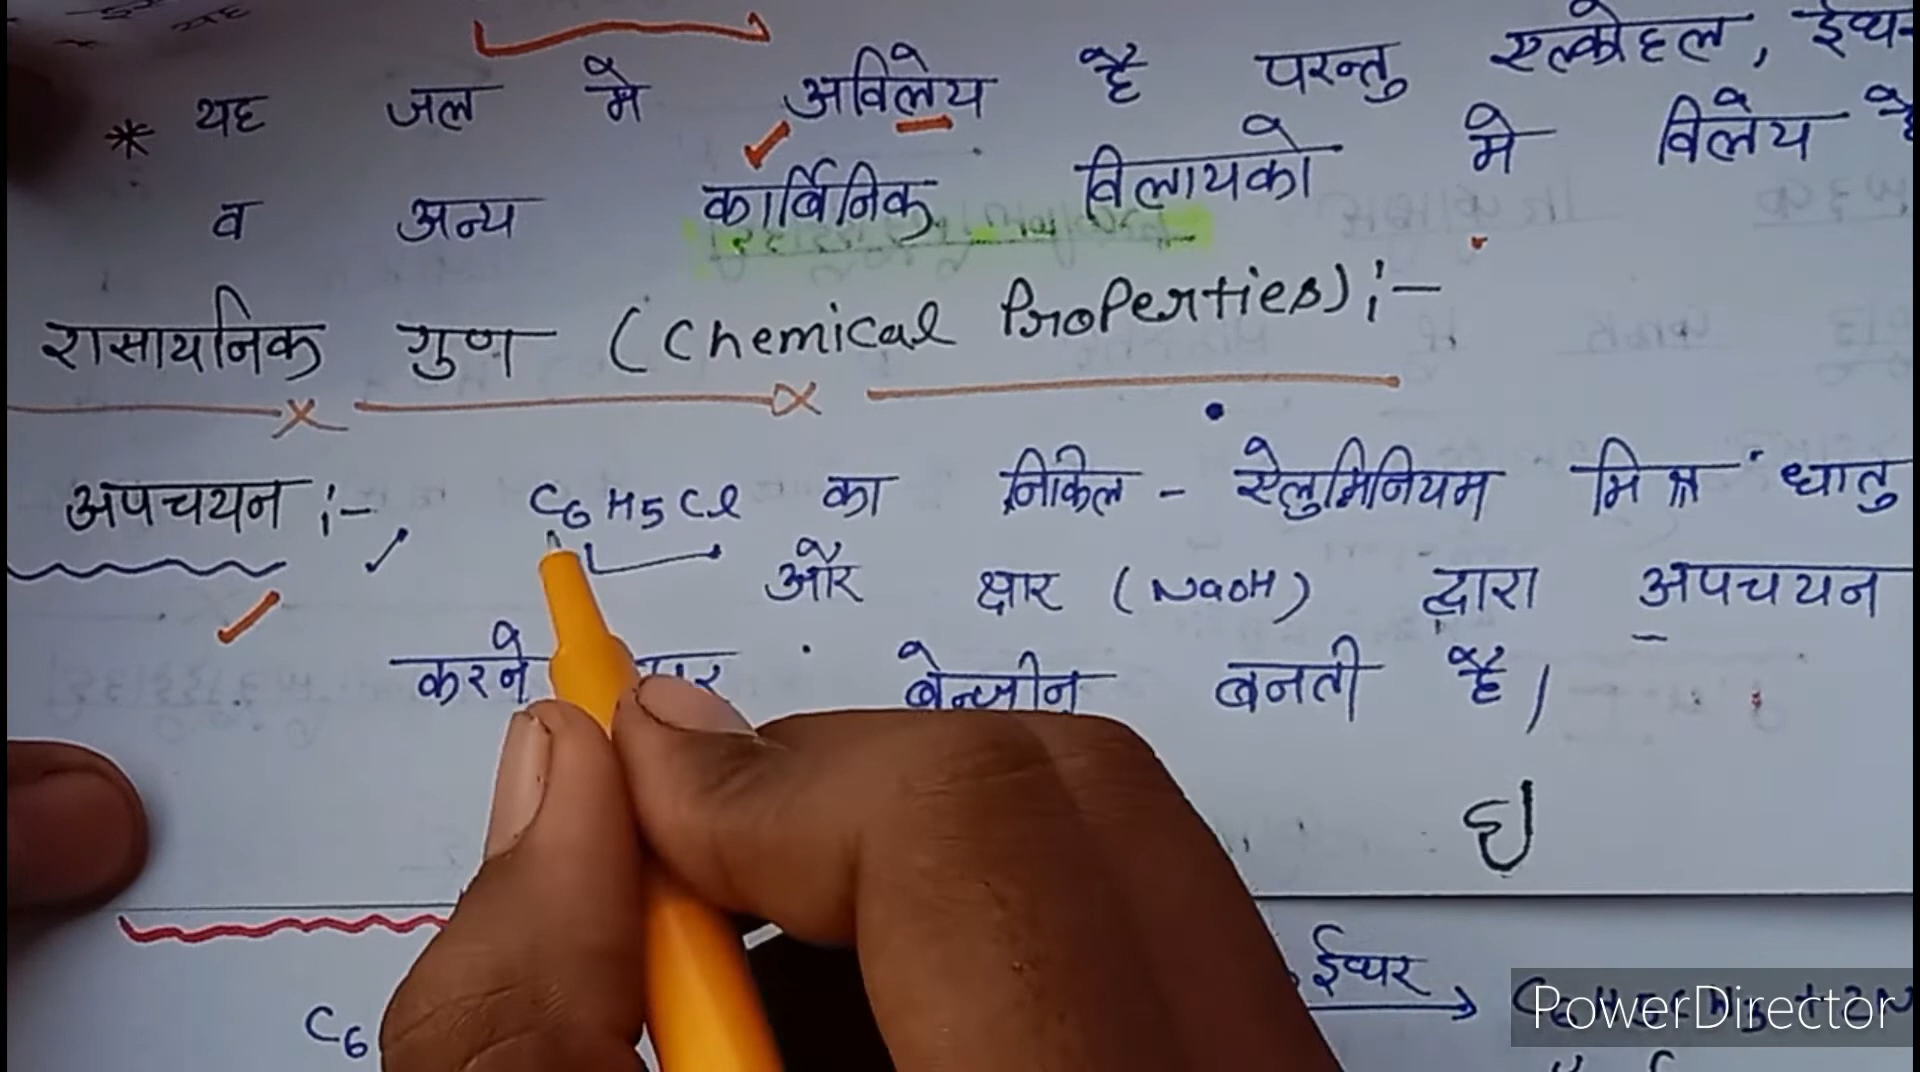 * यह जल मे अविलेय है परन्तु एल्कोहल, ईथर
व अन्य कार्बिनिक विलायको मे विलेय है
रासायनिक गुण (Chemical Properties) :-
अपचयन :- C6H5Cl का निकिल - ऐलुमिनियम मिश्र धातु
और क्षार (NaOH) द्वारा अपचयन
करने पर बेन्जीन बनती है।
ईथर
C6
PowerDirector